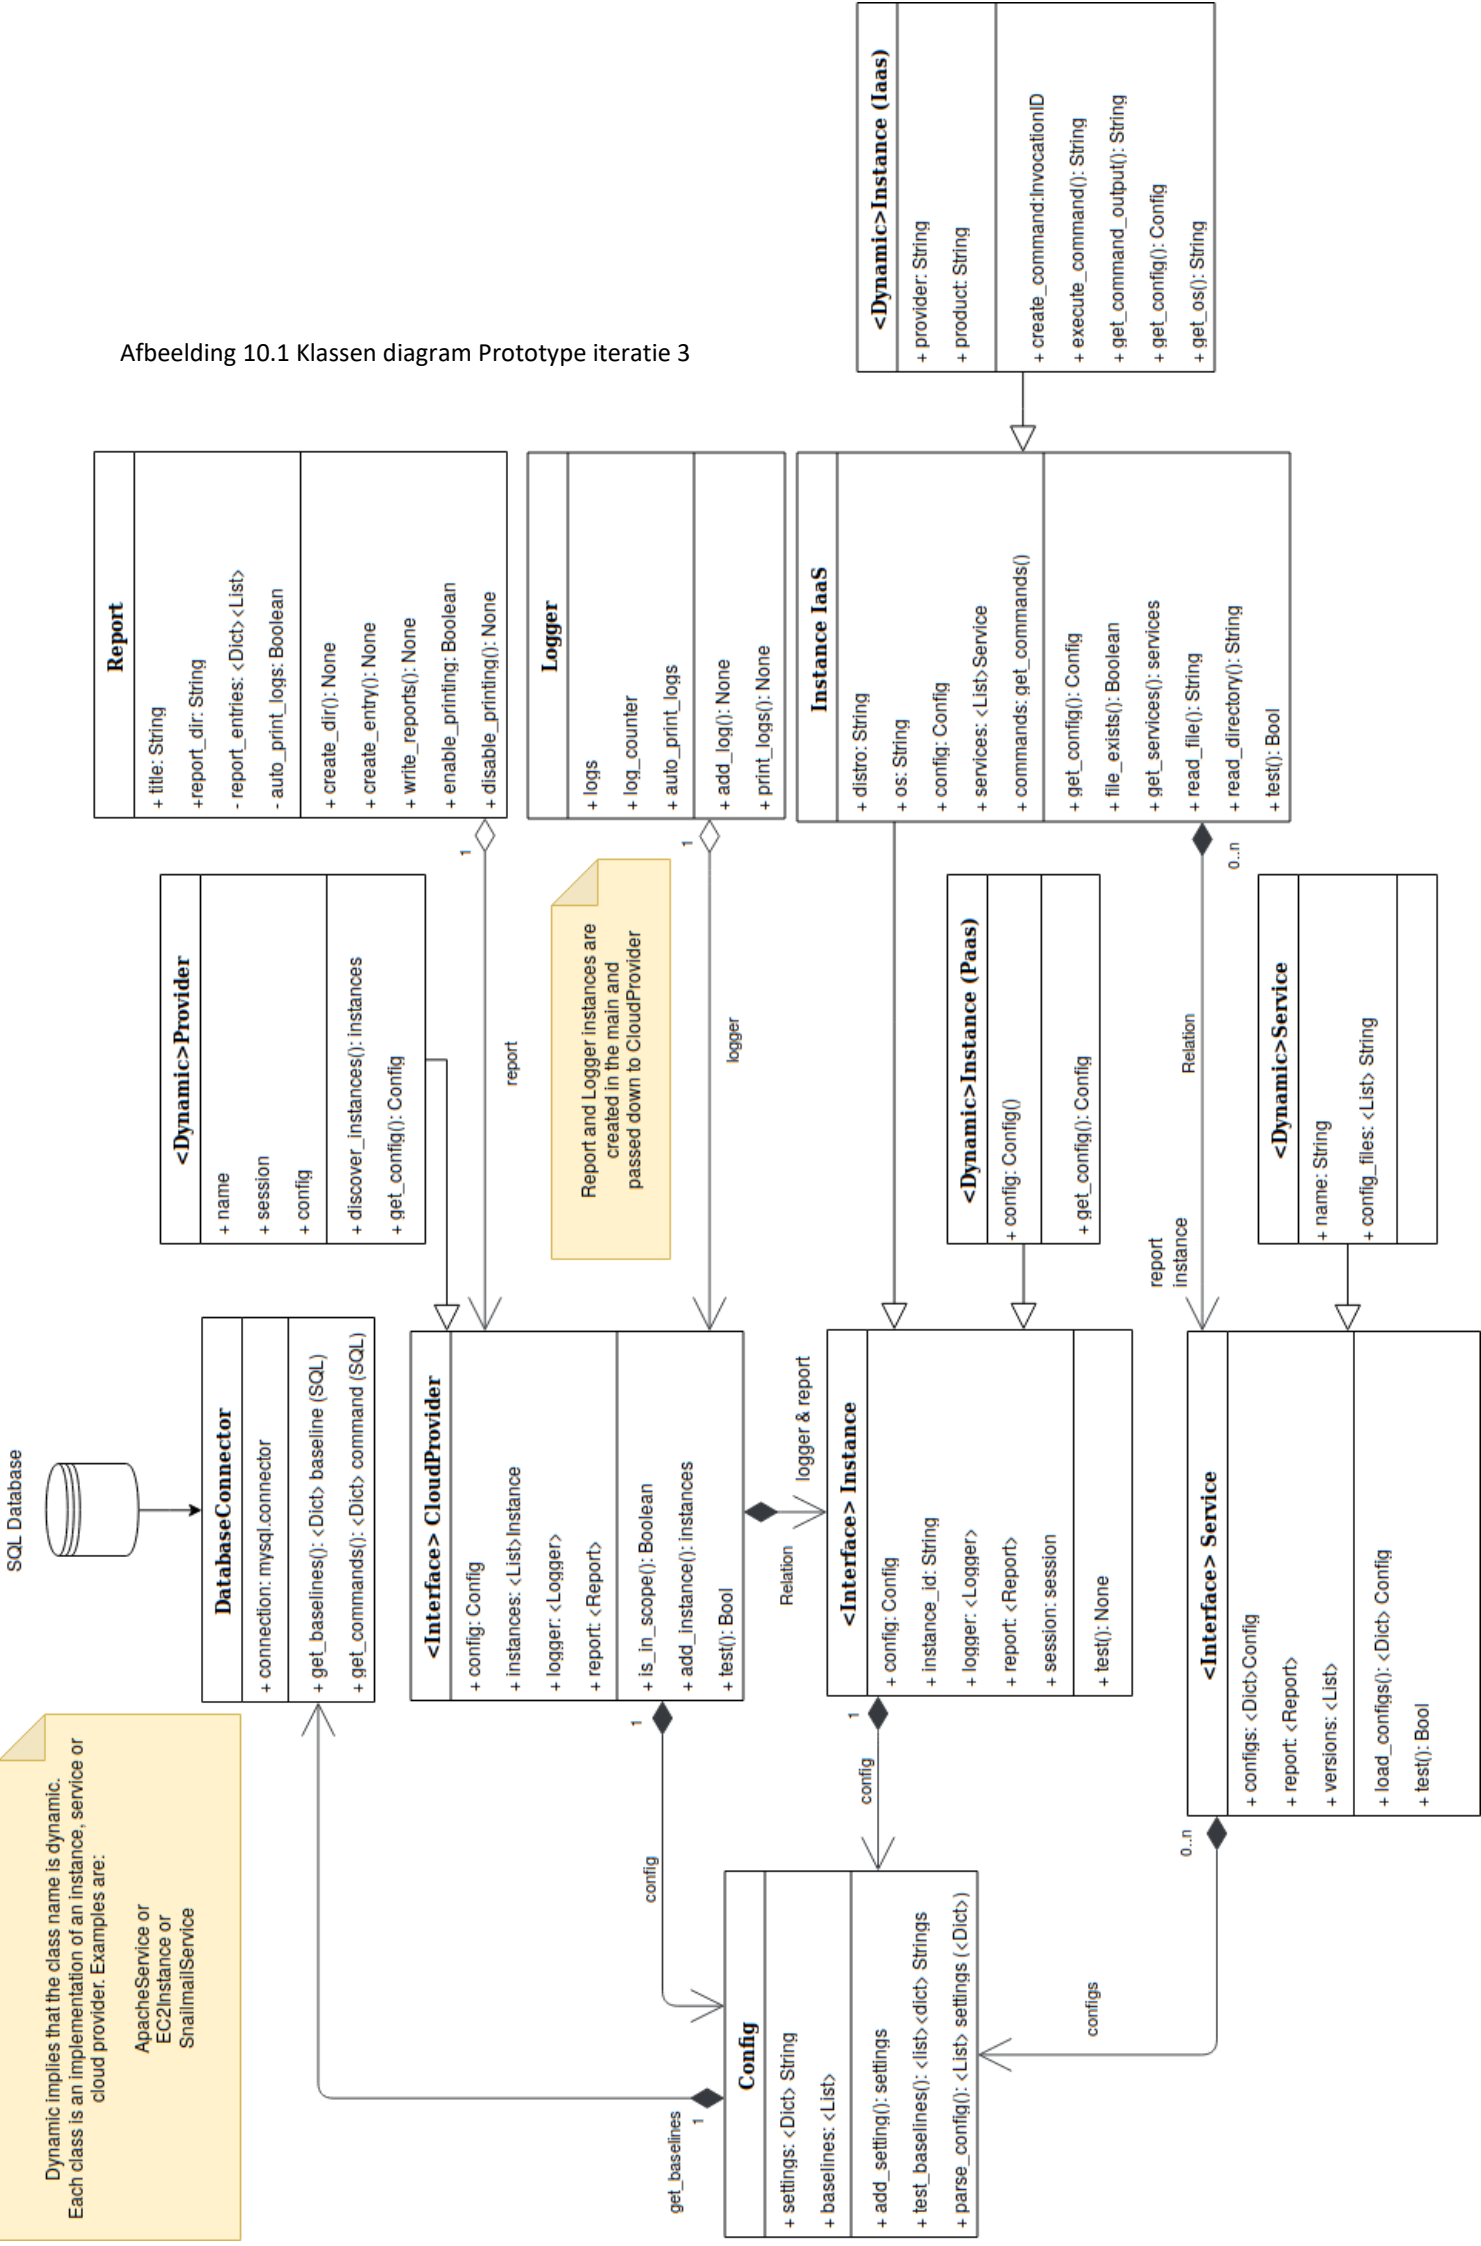 Afbeelding 10.1 Klassen diagram Prototype iteratie 3
Dynamic implies that the class name is dynamic.
Each class is an implementation of an instance, service or
cloud provider. Examples are:
ApacheService or
EC2Instance or
SnailmailService
SQL Database
DatabaseConnector
+ connection: mysql.connector
+ get_baselines(): <Dict> baseline (SQL)
+ get_commands(): <Dict> command (SQL)
<Dynamic>Provider
+ name
+ session
+ config
+ discover_instances(): instances
+ get_config(): Config
Report
+ title: String
+report_dir: String
- report_entries: <Dict><List>
- auto_print_logs: Boolean
+ create_dir(): None
+ create_entry(): None
+ write_reports(): None
+ enable_printing: Boolean
+ disable_printing(): None
1
report
<Interface> CloudProvider
+ config: Config
+ instances: <List>Instance
+ logger: <Logger>
+ report: <Report>
+ is_in_scope(): Boolean
+ add_instance(): instances
+ test(): Bool
1
config
Report and Logger instances are
created in the main and
passed down to CloudProvider
Logger
+ logs
+ log_counter
+ auto_print_logs
+ add_log(): None
+ print_logs(): None
1
logger
get_baselines
1
Config
+ settings: <Dict> String
+ baselines: <List>
+ add_setting(): settings
+ test_baselines(): <list><dict> Strings
+ parse_config(): <List> settings (<Dict>)
Relation
logger & report
<Interface> Instance
+ config: Config
+ instance_id: String
+ logger: <Logger>
+ report: <Report>
+ session: session
+ test(): None
1
config
Instance IaaS
+ distro: String
+ os: String
+ config: Config
+ services: <List>Service
+ commands: get_commands()
+ get_config(): Config
+ file_exists(): Boolean
+ get_services(): services
+ read_file(): String
+ read_directory(): String
+ test(): Bool
<Dynamic>Instance (Iaas)
+ provider: String
+ product: String
+ create_command:InvocationID
+ execute_command(): String
+ get_command_output(): String
+ get_config(): Config
+ get_os(): String
<Dynamic>Instance (Paas)
+ config: Config()
+ get_config(): Config
report
instance
Relation
0..n
<Interface> Service
+ configs: <Dict>Config
+ report: <Report>
+ versions: <List>
+ load_configs(): <Dict> Config
+ test(): Bool
0..n
configs
<Dynamic>Service
+ name: String
+ config_files: <List> String